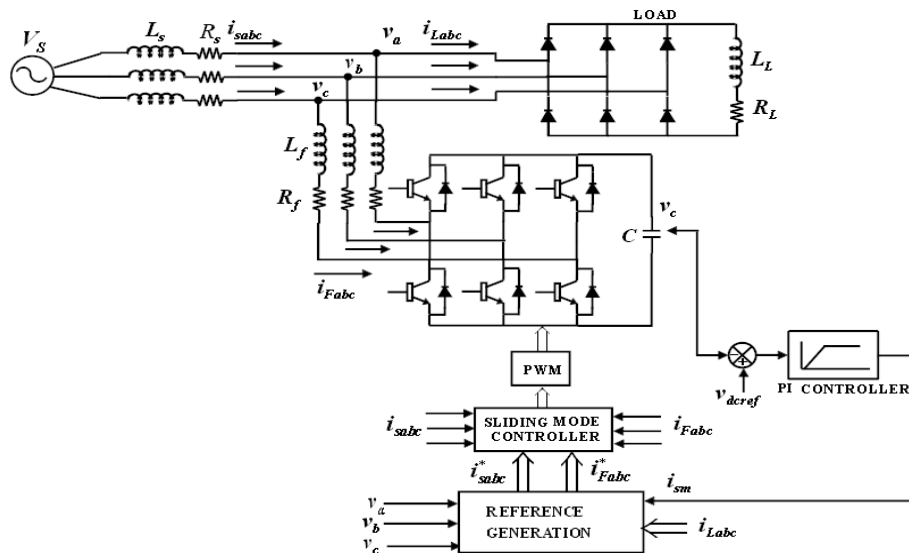 LOAD
V_S
L_s
R_s
i_sabc
v_a
i_Labc
v_b
v_c
L_L
R_L
L_f
R_f
i_Fabc
C
v_c
PWM
v_dcref
PI CONTROLLER
i_sabc
SLIDING MODE
CONTROLLER
i_Fabc
i*_sabc
i*_Fabc
i_sm
v_a
v_b
v_c
REFERENCE
GENERATION
i_Labc